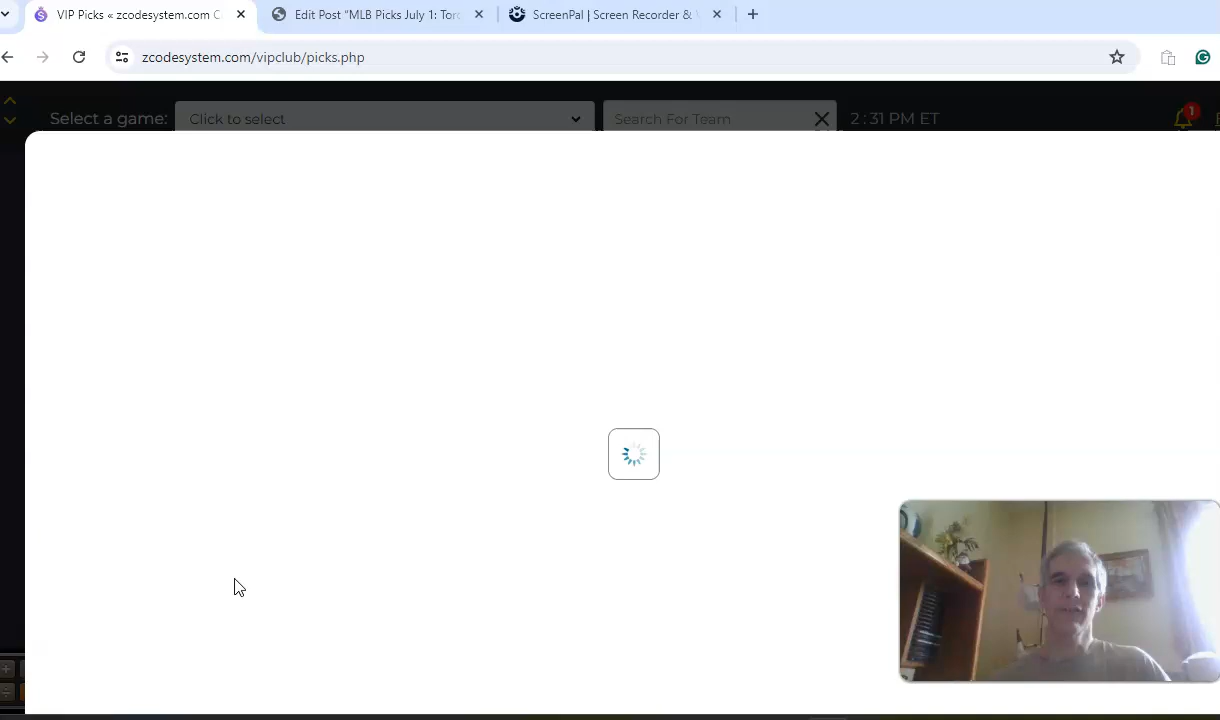 VIP Picks « zcodesystem.com C
Edit Post "MLB Picks July 1: Toro
ScreenPal | Screen Recorder & V
zcodesystem.com/vipclub/picks.php
Select a game:
Click to select
Search For Team
2:31 PM ET
1